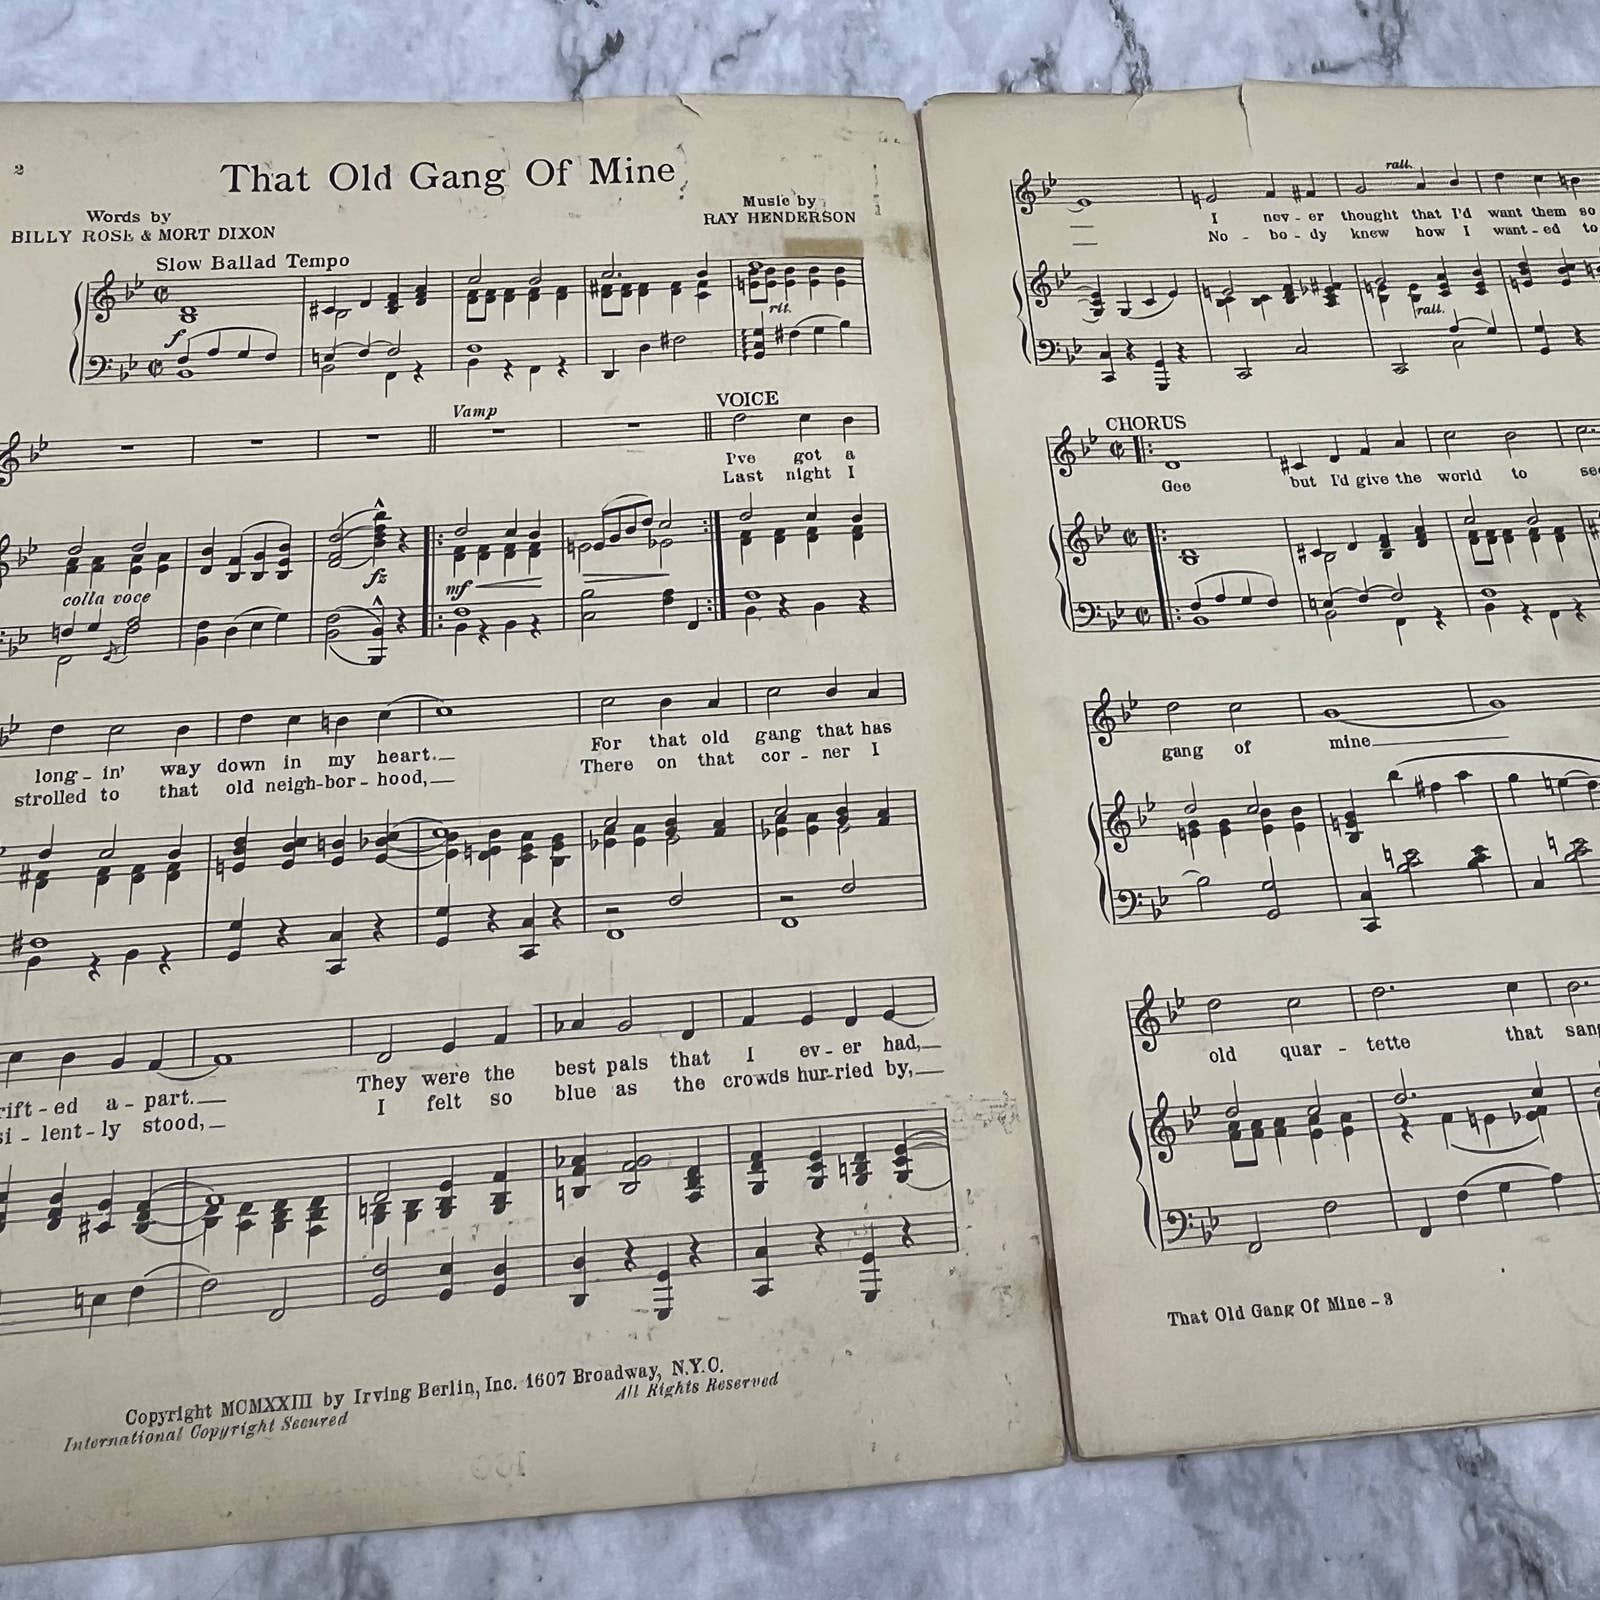 2
That Old Gang Of Mine
Words by
BILLY ROSE & MORT DIXON
Music by
RAY HENDERSON
Slow Ballad Tempo
f
rit.
Vamp
VOICE
I've got a
Last night I
colla voce
fz
mf
long - in' way down in my heart.
strolled to that old neigh-bor - hood,
For that old gang that has
There on that cor - ner I
rift - ed a - part.
si - lent - ly stood,
They were the best pals that I ev - er had,
I felt so blue as the crowds hur-ried by,
Copyright MCMXXIII by Irving Berlin, Inc. 1607 Broadway, N.Y.C.
International Copyright Secured
All Rights Reserved
rall.
I nev - er thought that I'd want them so
No - bo - dy knew how I want - ed to
rall.
CHORUS
Gee but I'd give the world to see
gang of mine
old quar - tette that sang
That Old Gang Of Mine - 3